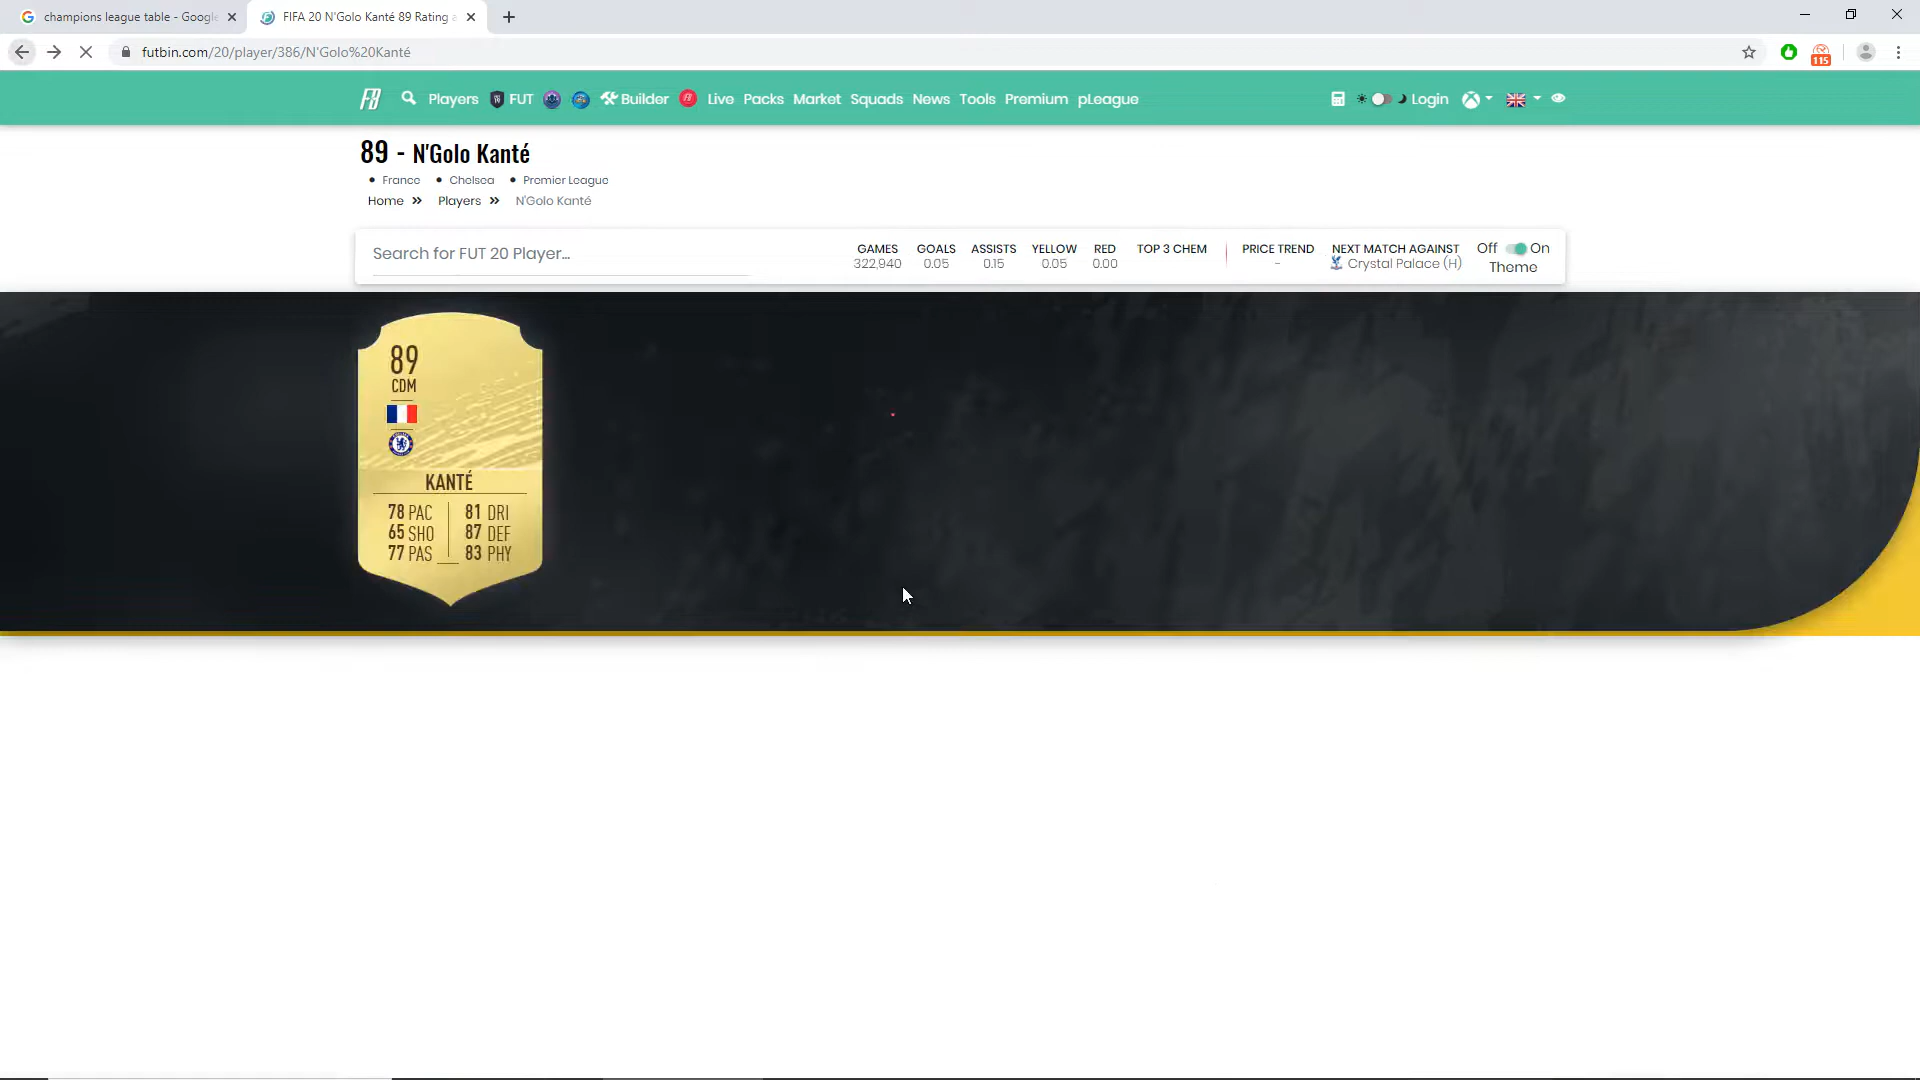 champions league table - Google
FIFA 20 N'Golo Kanté 89 Rating a
futbin.com/20/player/386/N'Golo%20Kanté
115
Players FUT Builder Live Packs Market Squads News Tools Premium pLeague Login
89 - N'Golo Kanté
France Chelsea Premier League
Home » Players » N'Golo Kanté
Search for FUT 20 Player...
GAMES GOALS ASSISTS YELLOW RED TOP 3 CHEM PRICE TREND NEXT MATCH AGAINST Off On
322,940 0.05 0.15 0.05 0.00 - Crystal Palace (H) Theme
89
CDM
KANTÉ
78 PAC 81 DRI
65 SHO 87 DEF
77 PAS 83 PHY